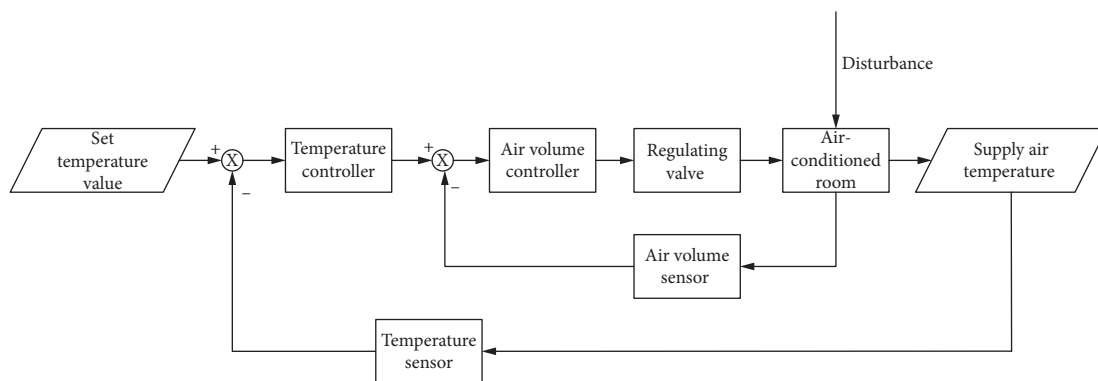 Disturbance
Set
temperature
value
+
X
−
Temperature
controller
+
X
−
Air volume
controller
Regulating
valve
Air-
conditioned
room
Supply air
temperature
Air volume
sensor
Temperature
sensor